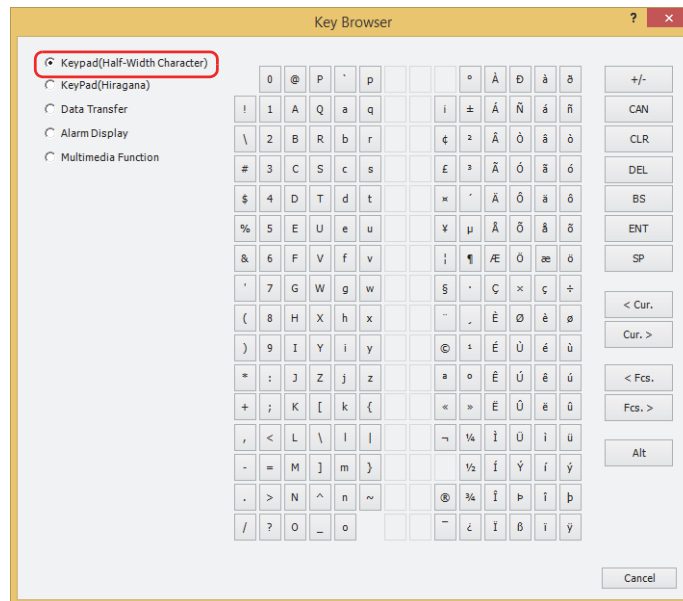 Key Browser ? ×
Keypad(Half-Width Character)
KeyPad(Hiragana)
Data Transfer
Alarm Display
Multimedia Function
0 @ P ` p ° À Ð à ð +/-
! 1 A Q a q ¡ ± Á Ñ á ñ CAN
\ 2 B R b r ¢ ² Â Ò â ò CLR
# 3 C S c s £ ³ Ã Ó ã ó DEL
$ 4 D T d t ¤ ´ Ä Ô ä ô BS
% 5 E U e u ¥ µ Å Õ å õ ENT
& 6 F V f v ¦ ¶ Æ Ö æ ö SP
' 7 G W g w § · Ç × ç ÷
< Cur.
( 8 H X h x ¨ ¸ È Ø è ø
Cur. >
) 9 I Y i y © ¹ É Ù é ù
* : J Z j z ª º Ê Ú ê ú < Fcs.
+ ; K [ k { « » Ë Û ë û Fcs. >
, < L \ l | ¬ ¼ Ì Ü ì ü
Alt
- = M ] m } ½ Í Ý í ý
. > N ^ n ~ ® ¾ Î Þ î þ
/ ? O _ o ¯ ¿ Ï ß ï ÿ
Cancel